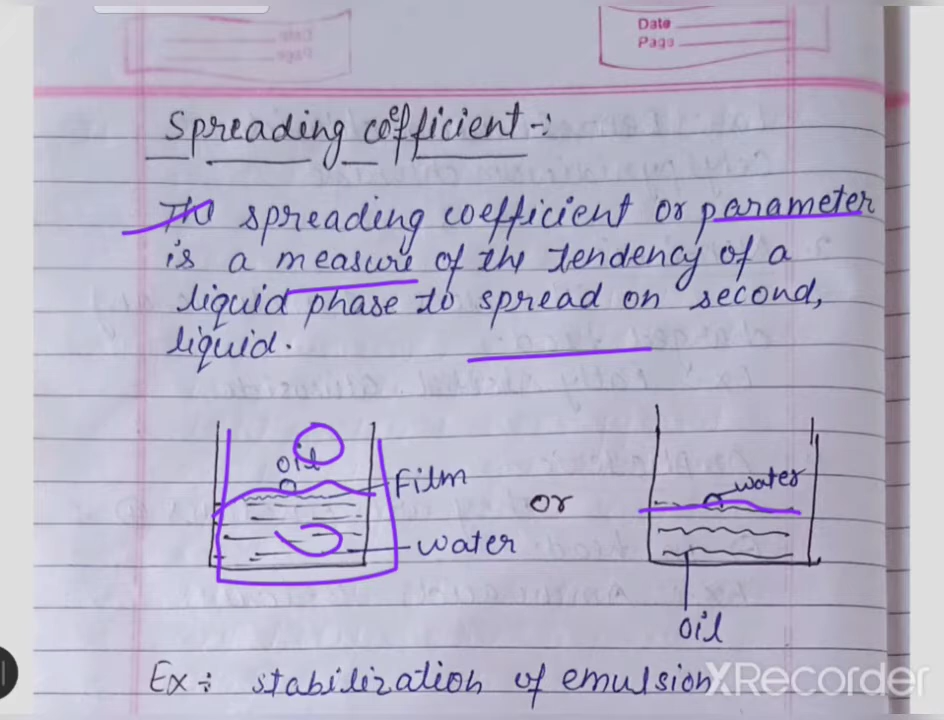 Date
Page
Spreading coefficient -:
The spreading coefficient or parameter
is a measure of the tendency of a
liquid phase to spread on second,
liquid.
oil
Film
water
or
water
oil
Ex ÷ stabilization of emulsion
XRecorder